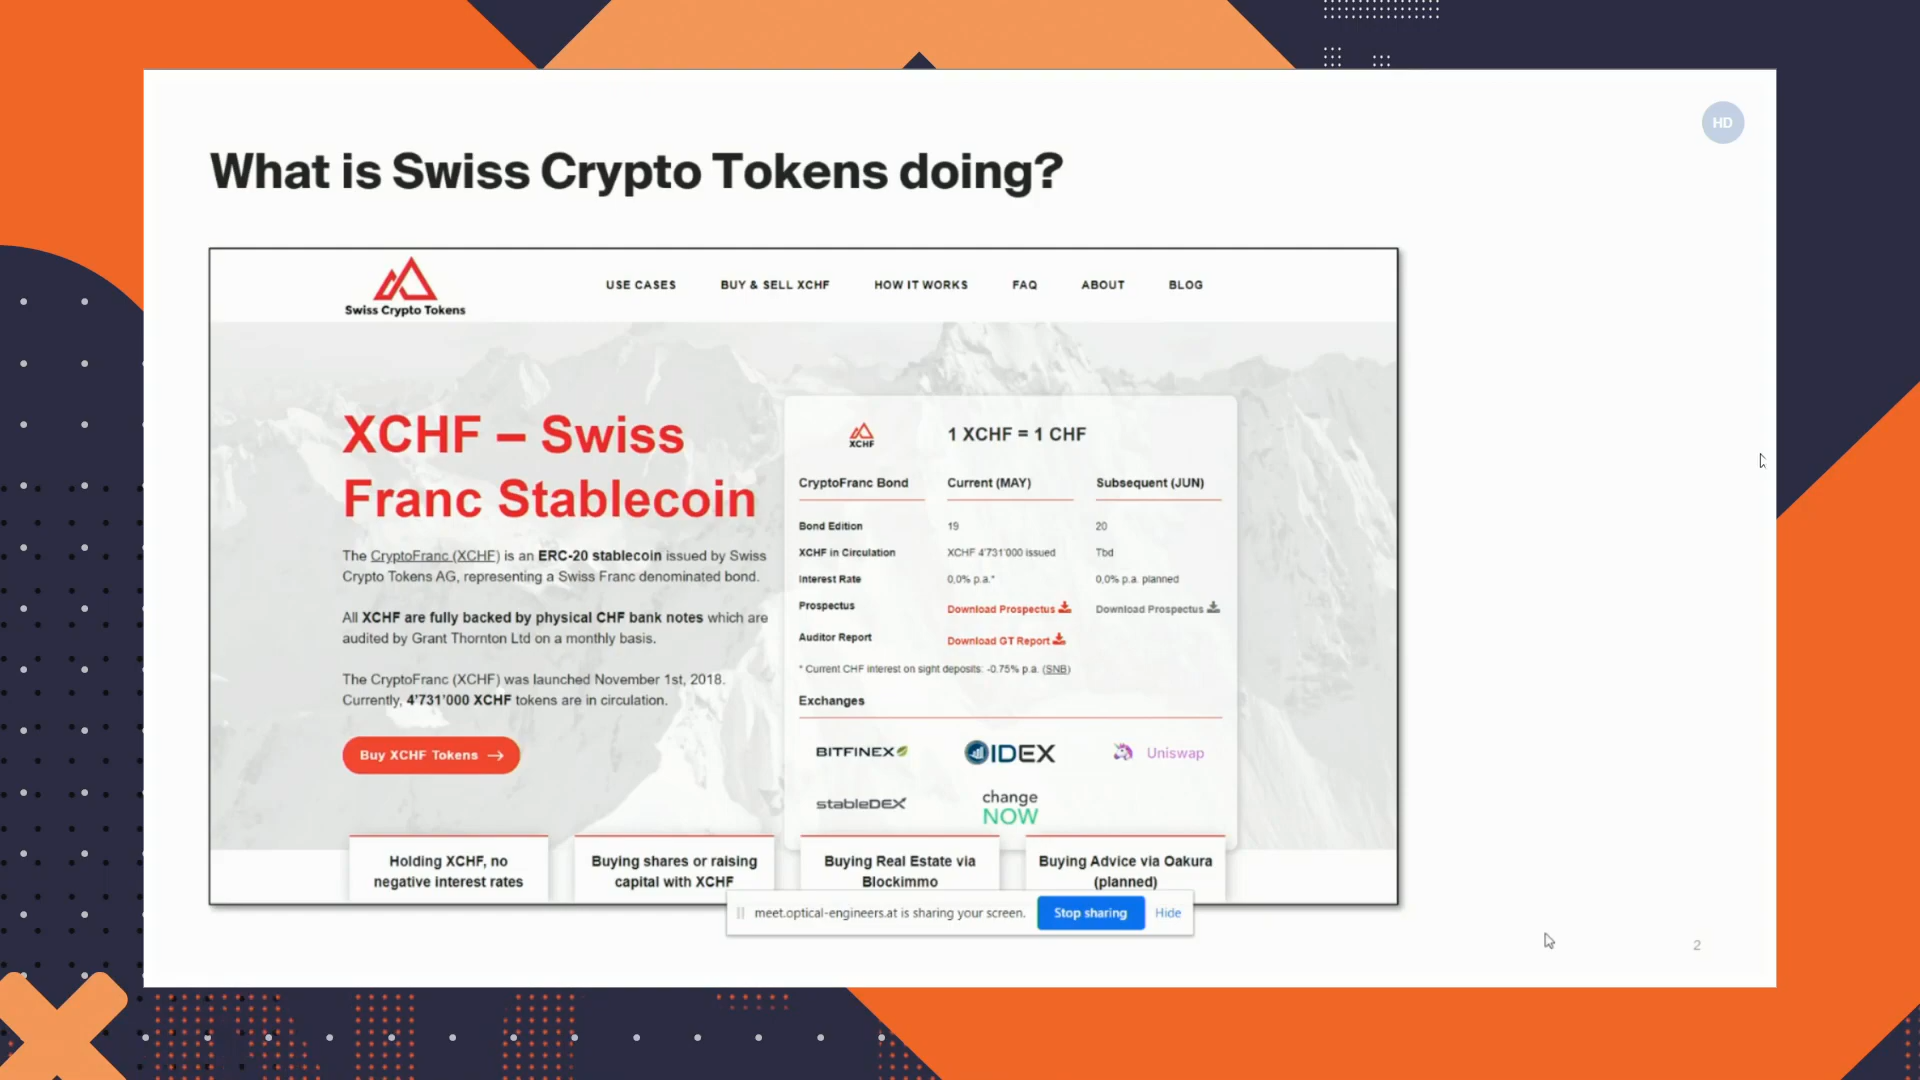 HD
What is Swiss Crypto Tokens doing?
Swiss Crypto Tokens
USE CASES
BUY & SELL XCHF
HOW IT WORKS
FAQ
ABOUT
BLOG
XCHF – Swiss
Franc Stablecoin
The CryptoFranc (XCHF) is an ERC-20 stablecoin issued by Swiss
Crypto Tokens AG, representing a Swiss Franc denominated bond.
All XCHF are fully backed by physical CHF bank notes which are
audited by Grant Thornton Ltd on a monthly basis.
The CryptoFranc (XCHF) was launched November 1st, 2018.
Currently, 4'731'000 XCHF tokens are in circulation.
Buy XCHF Tokens →
XCHF
1 XCHF = 1 CHF
CryptoFranc Bond Current (MAY) Subsequent (JUN)
Bond Edition 19 20
XCHF in Circulation XCHF 4'731'000 issued Tbd
Interest Rate 0,0% p.a.* 0,0% p.a. planned
Prospectus Download Prospectus Download Prospectus
Auditor Report Download GT Report
* Current CHF interest on sight deposits: -0.75% p.a. (SNB)
Exchanges
BITFINEX IDEX Uniswap
stableDEX change
NOW
Holding XCHF, no
negative interest rates
Buying shares or raising
capital with XCHF
Buying Real Estate via
Blockimmo
Buying Advice via Oakura
(planned)
meet.optical-engineers.at is sharing your screen. Stop sharing Hide
2